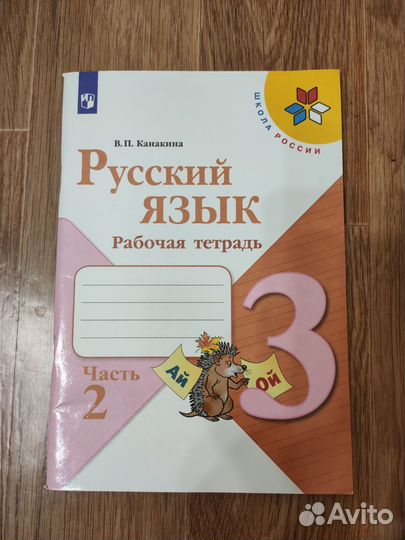 ШКОЛА РОССИИ
В. П. Канакина
Русский
ЯЗЫК
Рабочая тетрадь
3
Ай
Ой
Часть
2
Avito